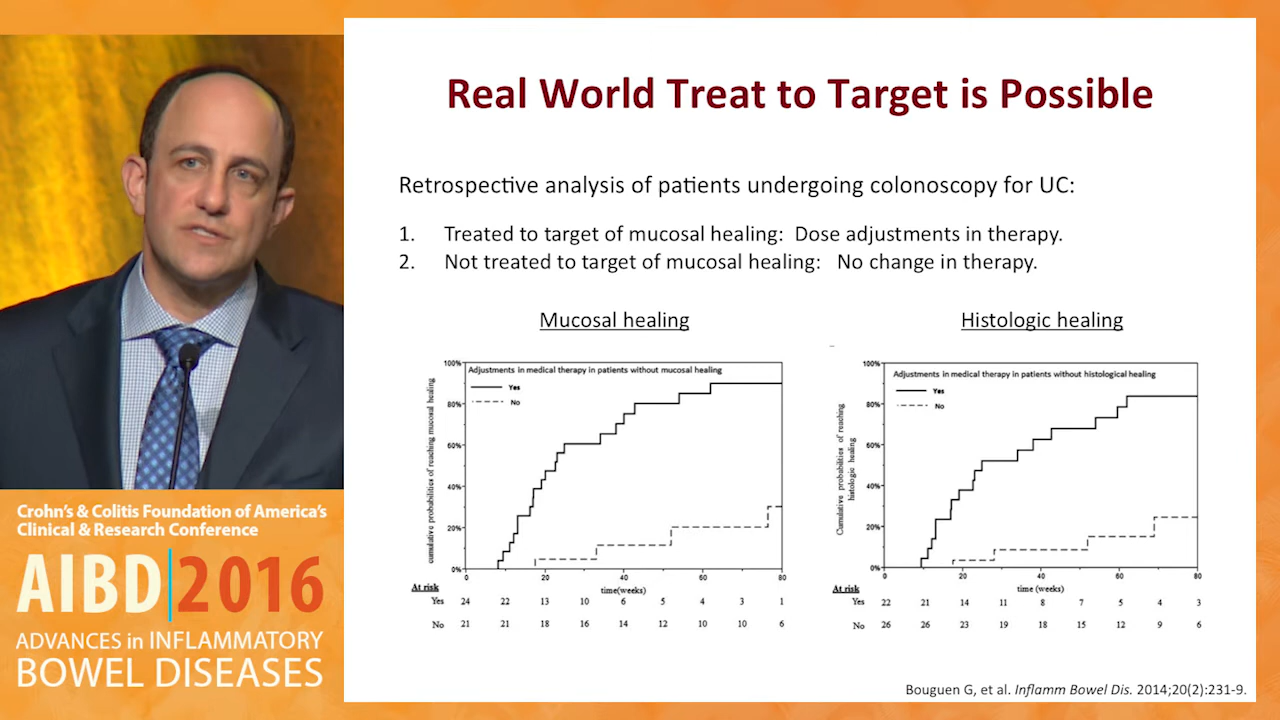 Real World Treat to Target is Possible
Retrospective analysis of patients undergoing colonoscopy for UC:
1. Treated to target of mucosal healing: Dose adjustments in therapy.
2. Not treated to target of mucosal healing: No change in therapy.
Mucosal healing
Adjustments in medical therapy in patients without mucosal healing
Yes
No
cumulative probabilities of reaching mucosal healing
100%
80%
60%
40%
20%
0%
0 20 40 60 80
time(weeks)
At risk
Yes 24 22 13 10 6 5 4 3 1
No 21 21 18 16 14 12 10 10 6
Histologic healing
Adjustments in medical therapy in patients without histological healing
Yes
No
Cumulative probabilities of reaching
histologic healing
100%
80%
60%
40%
20%
0%
0 20 40 60 80
time (weeks)
At risk
Yes 22 21 14 11 8 7 5 4 3
No 26 26 23 19 18 15 12 9 6
Bouguen G, et al. Inflamm Bowel Dis. 2014;20(2):231-9.
Crohn's & Colitis Foundation of America's
Clinical & Research Conference
AIBD 2016
ADVANCES in INFLAMMATORY
BOWEL DISEASES